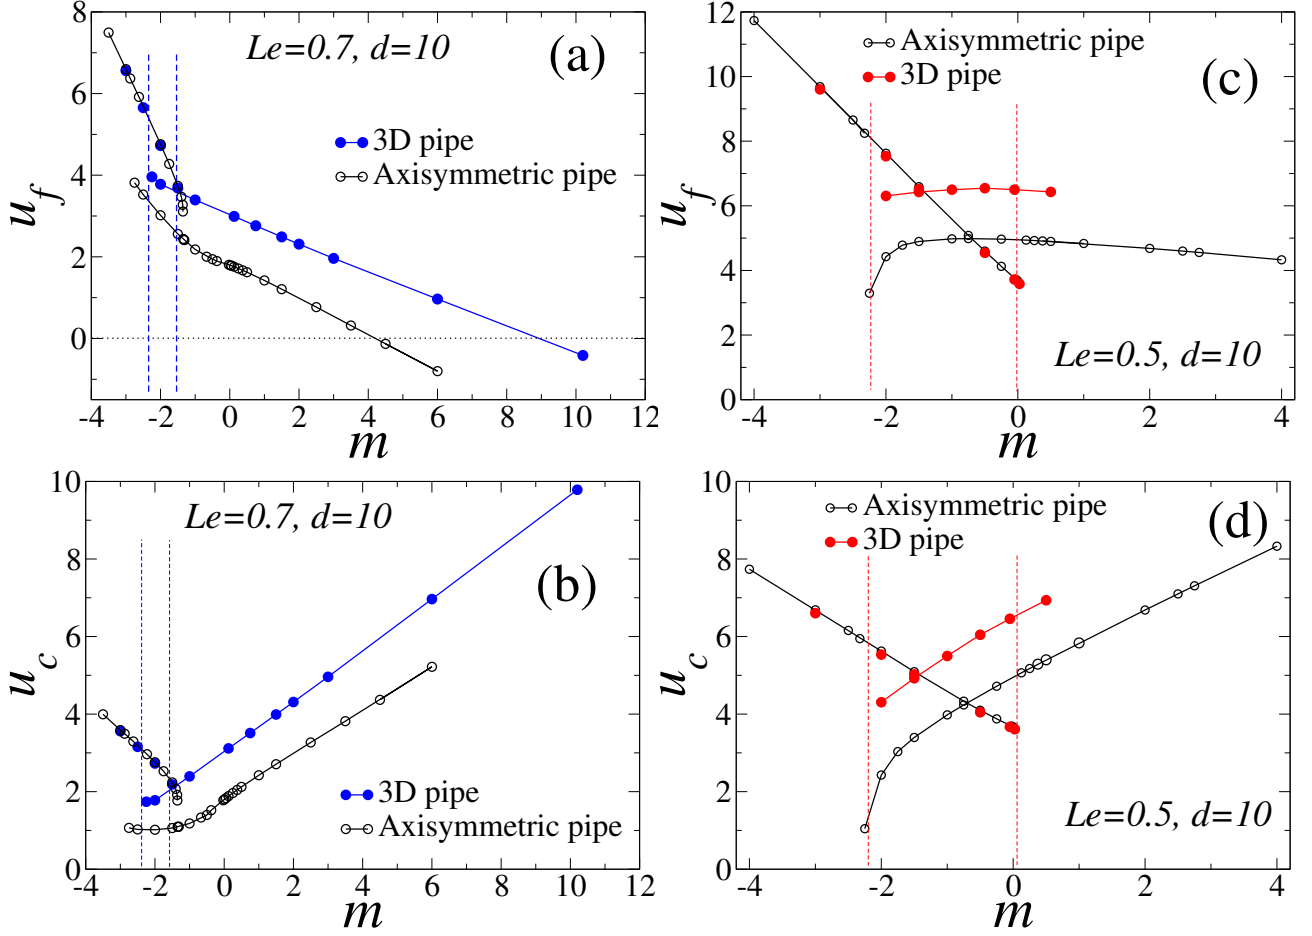 Le=0.7, d=10
(a)
3D pipe
Axisymmetric pipe
8
6
4
2
0
u_f
-4 -2 0 2 4 6 8 10 12
m
Axisymmetric pipe
3D pipe
(c)
12
10
8
6
4
2
0
u_f
Le=0.5, d=10
-4 -2 0 2 4
m
Le=0.7, d=10
(b)
10
8
6
4
2
0
u_c
3D pipe
Axisymmetric pipe
-4 -2 0 2 4 6 8 10 12
m
Axisymmetric pipe
3D pipe
(d)
10
8
6
4
2
0
u_c
Le=0.5, d=10
-4 -2 0 2 4
m